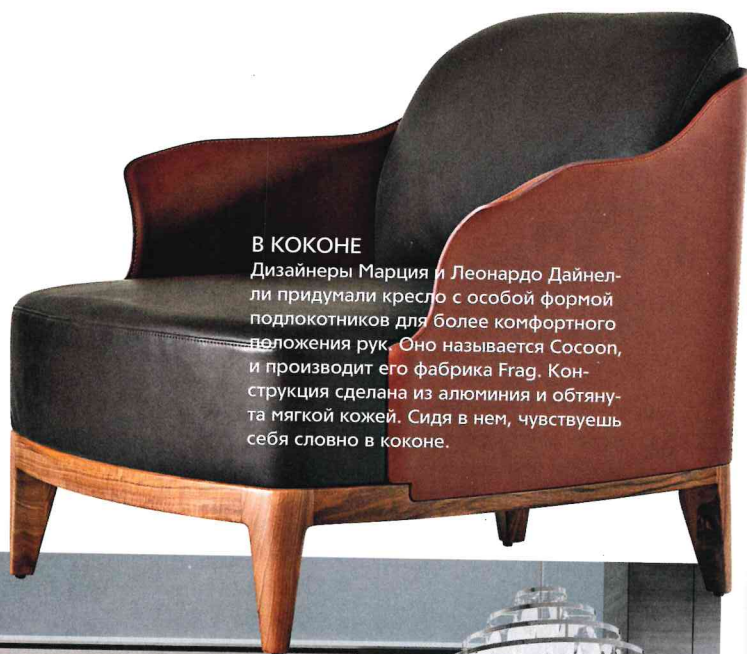 В КОКОНЕ
Дизайнеры Марция и Леонардо Дайнел-
ли придумали кресло с особой формой
подлокотников для более комфортного
положения рук. Оно называется Cocoon,
и производит его фабрика Frag. Кон-
струкция сделана из алюминия и обтяну-
та мягкой кожей. Сидя в нем, чувствуешь
себя словно в коконе.